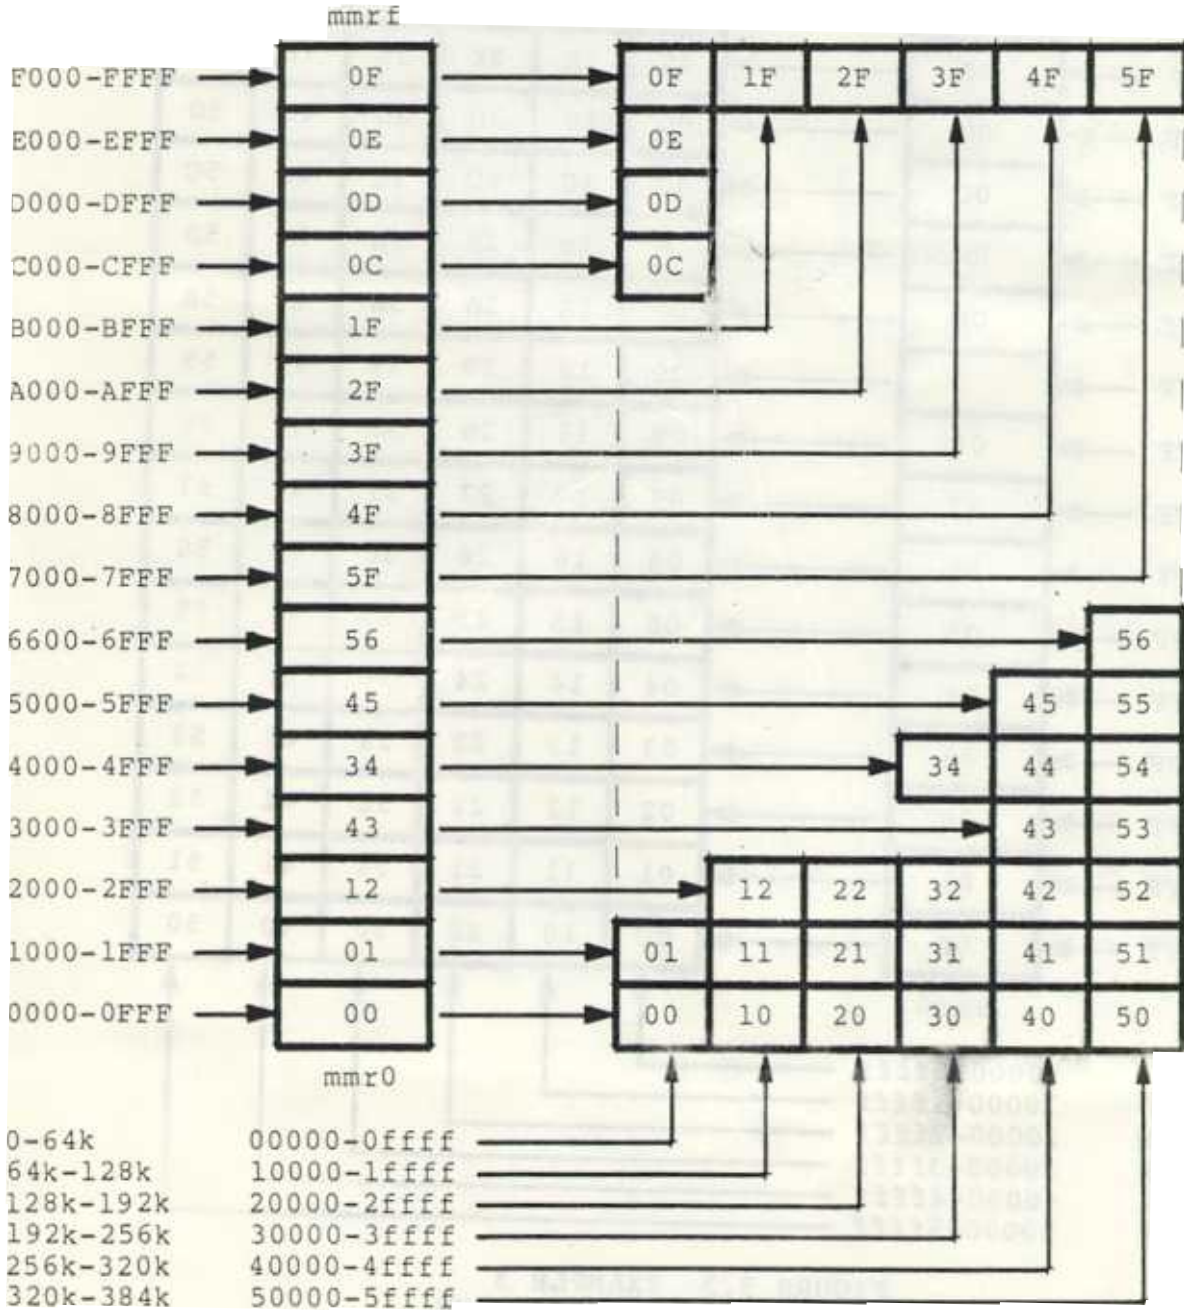 mmrf
F000-FFFF 0F 0F 1F 2F 3F 4F 5F
E000-EFFF 0E 0E
D000-DFFF 0D 0D
C000-CFFF 0C 0C
B000-BFFF 1F
A000-AFFF 2F
9000-9FFF 3F
8000-8FFF 4F
7000-7FFF 5F
6600-6FFF 56 56
5000-5FFF 45 45 55
4000-4FFF 34 34 44 54
3000-3FFF 43 43 53
2000-2FFF 12 12 22 32 42 52
1000-1FFF 01 01 11 21 31 41 51
0000-0FFF 00 00 10 20 30 40 50
mmr0
0-64k 00000-0ffff
64k-128k 10000-1ffff
128k-192k 20000-2ffff
192k-256k 30000-3ffff
256k-320k 40000-4ffff
320k-384k 50000-5ffff